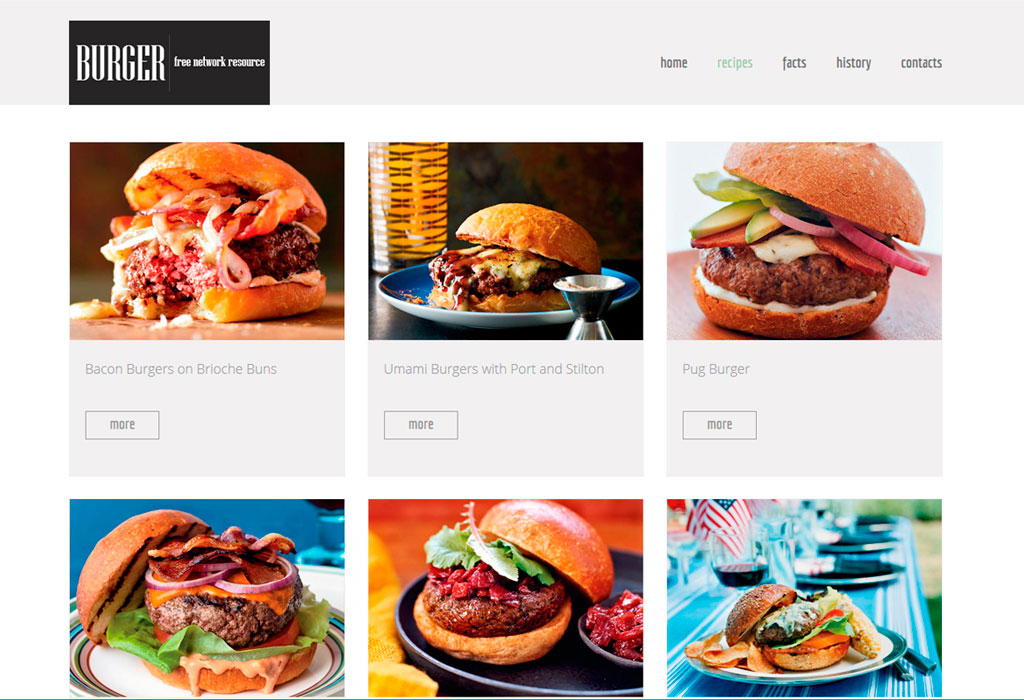 BURGER
free network resource
home recipes facts history contacts
Bacon Burgers on Brioche Buns
Umami Burgers with Port and Stilton
Pug Burger
more
more
more